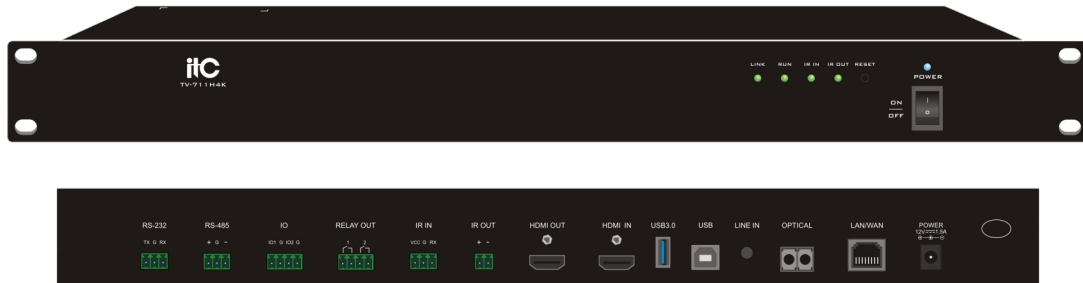 itc
TV-711H4K
LINK RUN IR IN IR OUT RESET
POWER
ON
OFF
I
O
RS-232 RS-485 IO RELAY OUT IR IN IR OUT HDMI OUT HDMI IN USB3.0 USB LINE IN OPTICAL LAN/WAN POWER
12V 1.5A
TX G RX + G - IO1 G IO2 G 1 2 VCC G RX + -